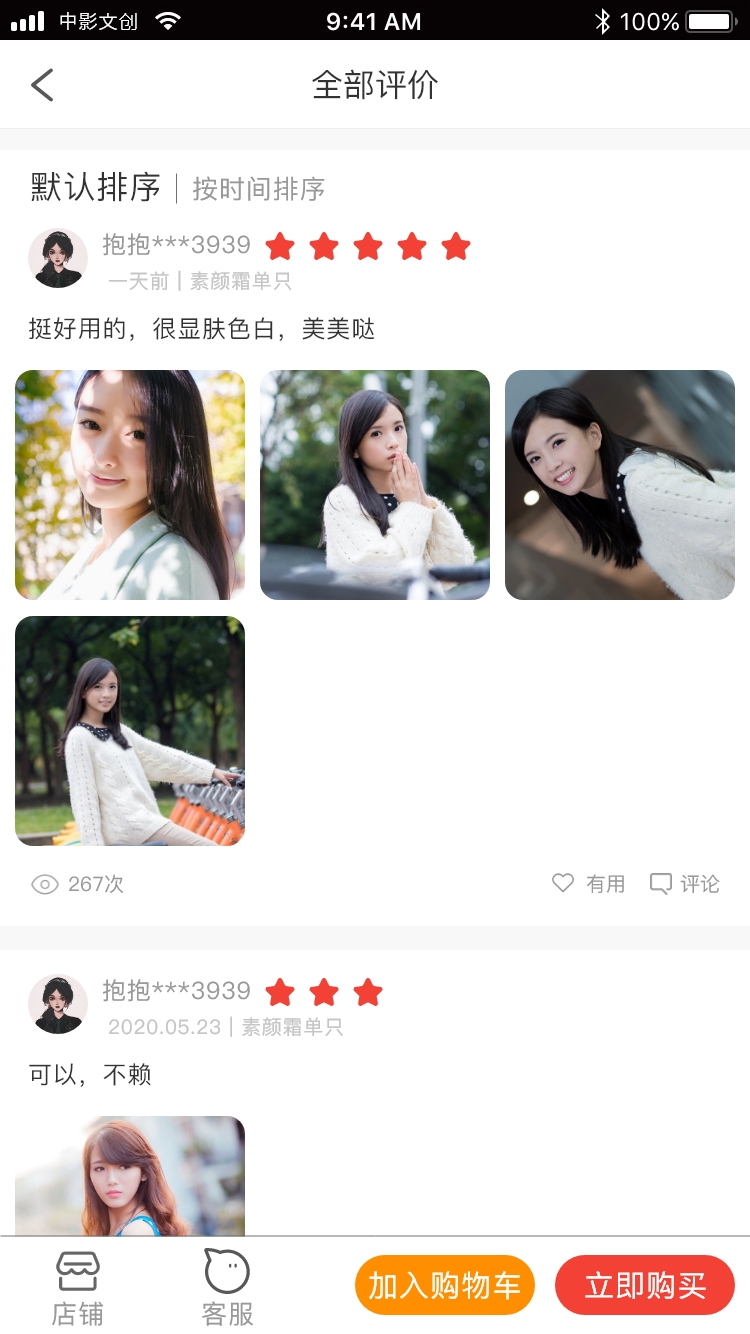 中影文创 9:41 AM 100%
全部评价
默认排序 | 按时间排序
抱抱***3939
一天前 | 素颜霜单只
挺好用的，很显肤色白，美美哒
267次 有用 评论
抱抱***3939
2020.05.23 | 素颜霜单只
可以，不赖
店铺 客服 加入购物车 立即购买